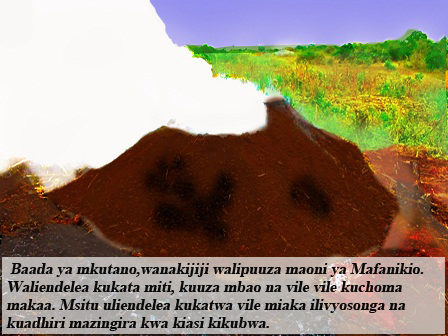 Baada ya mkutano,wanakijiji walipuuza maoni ya Mafanikio.
Waliendelea kukata miti, kuuza mbao na vile vile kuchoma
makaa. Msitu uliendelea kukatwa vile miaka ilivyosonga na
kuadhiri mazingira kwa kiasi kikubwa.